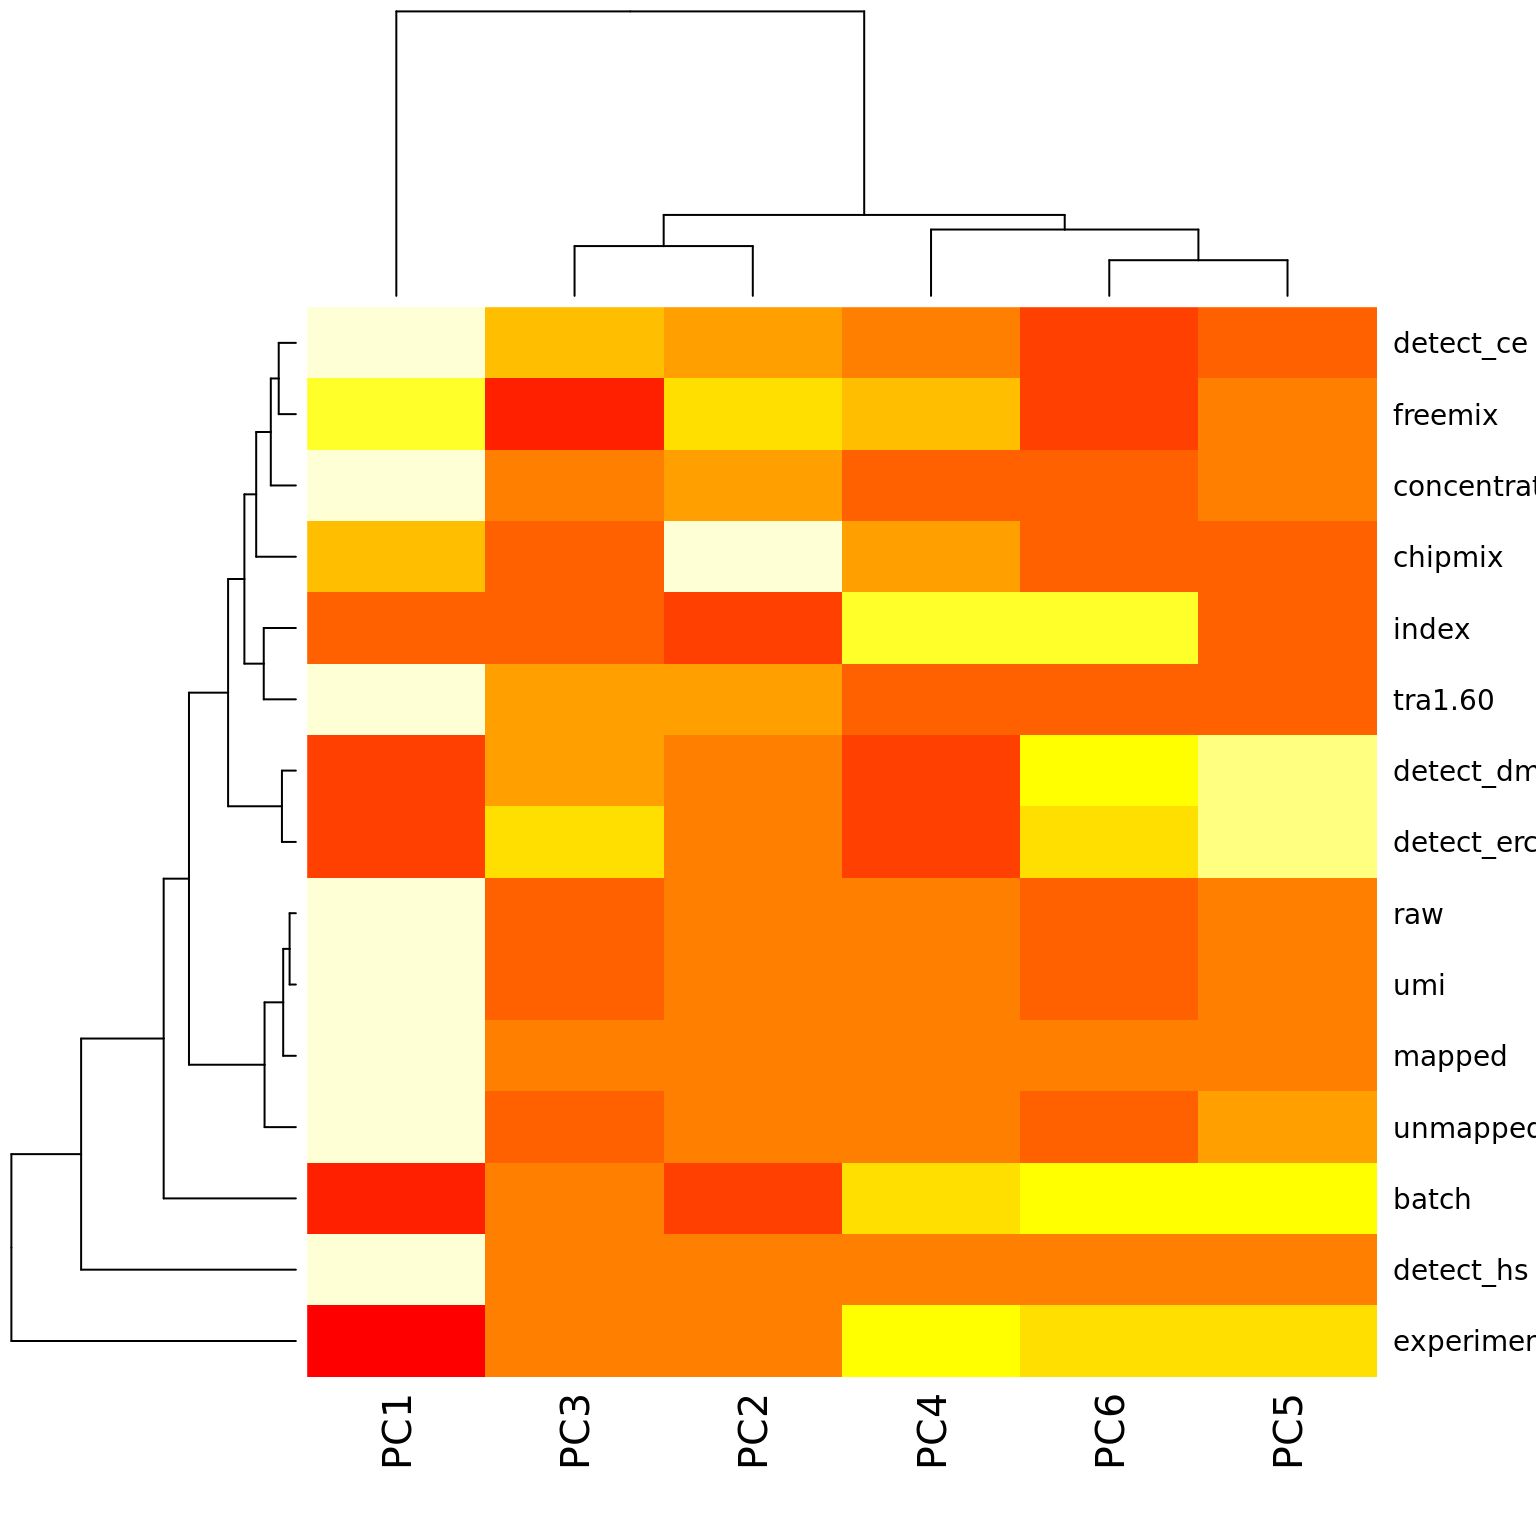 detect_ce
freemix
concentrat
chipmix
index
tra1.60
detect_dm
detect_erc
raw
umi
mapped
unmapped
batch
detect_hs
experimen
PC1 PC3 PC2 PC4 PC6 PC5